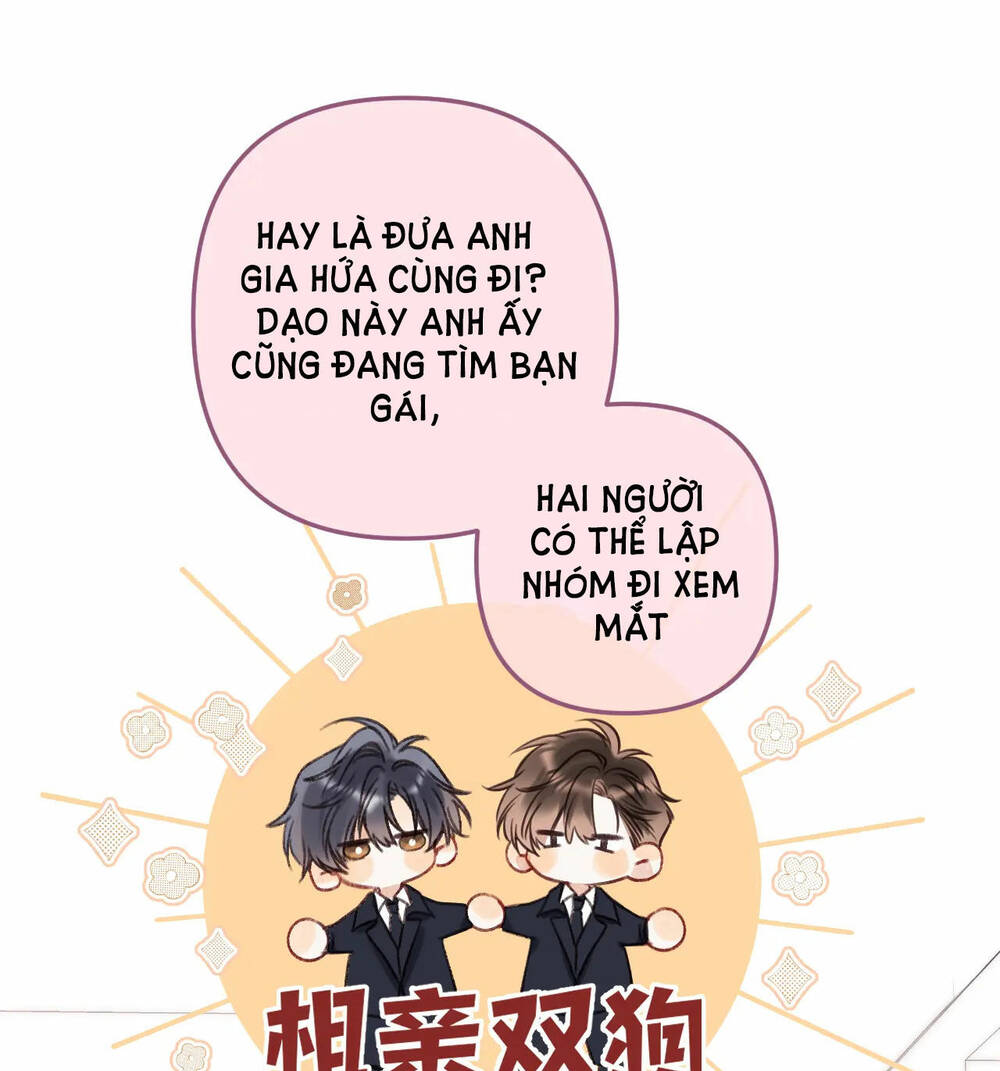 HAY LÀ ĐƯA ANH
GIA HỨA CÙNG ĐI?
DẠO NÀY ANH ẤY
CŨNG ĐANG TÌM BẠN
GÁI,
HAI NGƯỜI
CÓ THỂ LẬP
NHÓM ĐI XEM
MẮT
相亲双狗